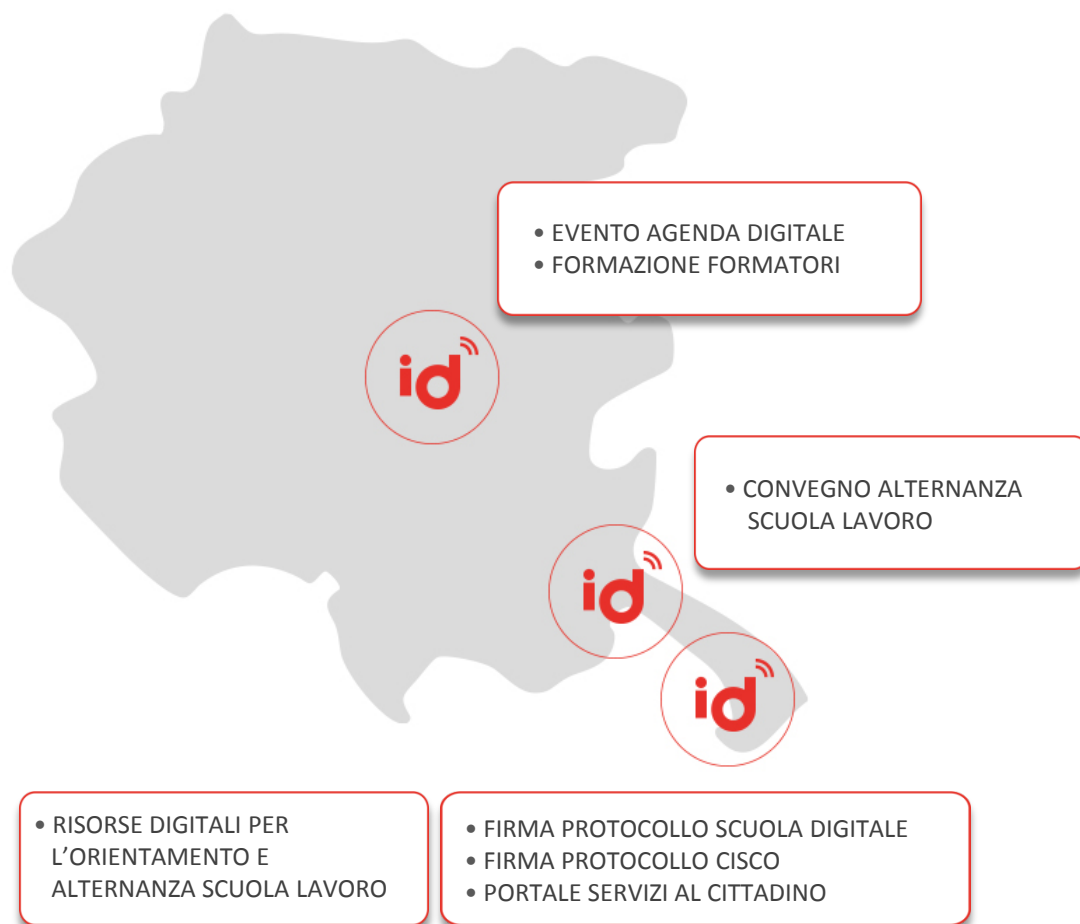 • EVENTO AGENDA DIGITALE
• FORMAZIONE FORMATORI
id
• CONVEGNO ALTERNANZA
SCUOLA LAVORO
id
id
• RISORSE DIGITALI PER
L’ORIENTAMENTO E
ALTERNANZA SCUOLA LAVORO
• FIRMA PROTOCOLLO SCUOLA DIGITALE
• FIRMA PROTOCOLLO CISCO
• PORTALE SERVIZI AL CITTADINO